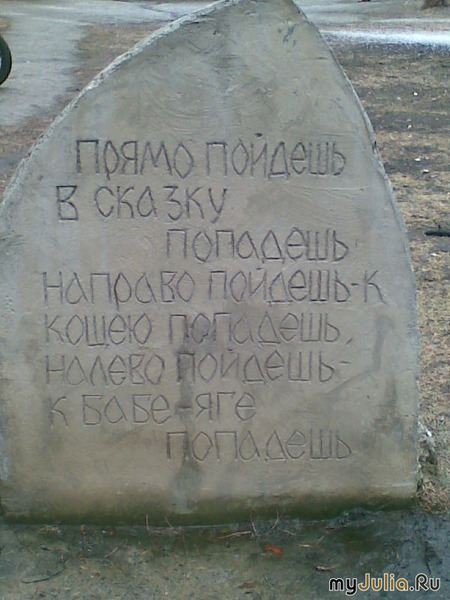 прямо пойдешь
в сказку
попадешь
направо пойдешь-к
кощею попадешь,
налево пойдешь-
к бабе-яге
попадешь
myJulia.Ru